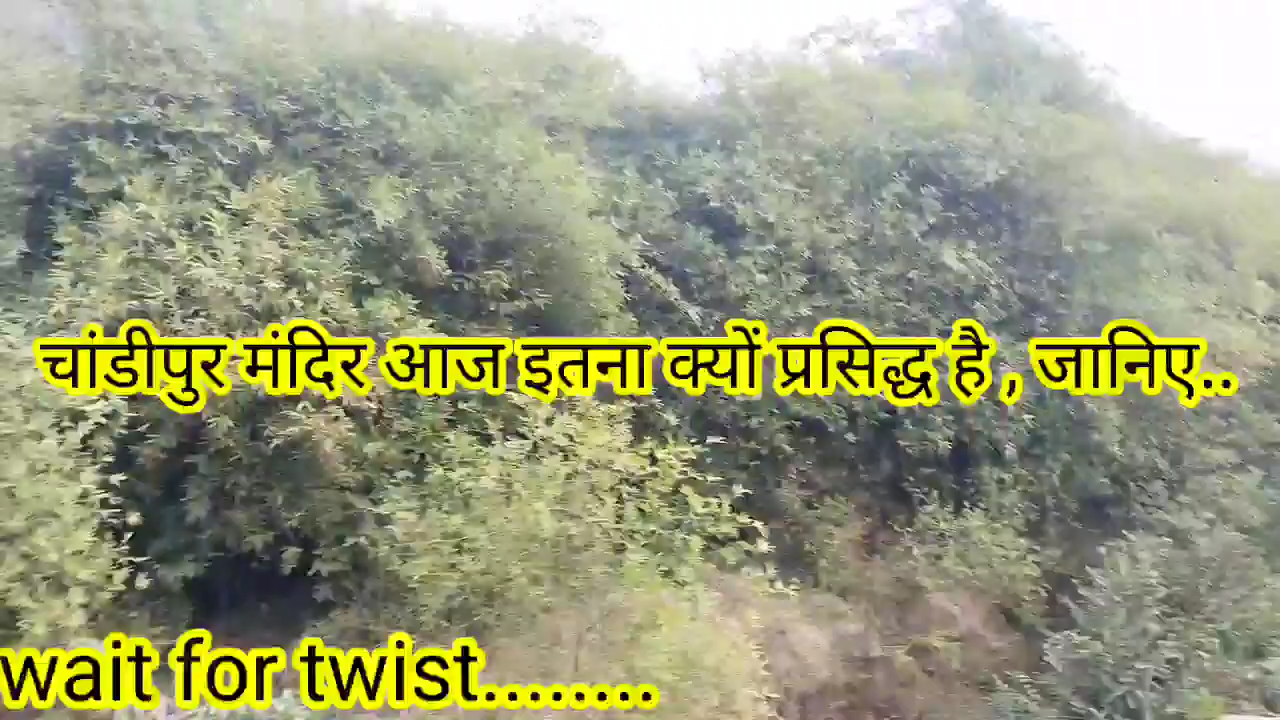 चांडीपुर मंदिर आज इतना क्यों प्रसिद्ध है , जानिए..
wait for twist........